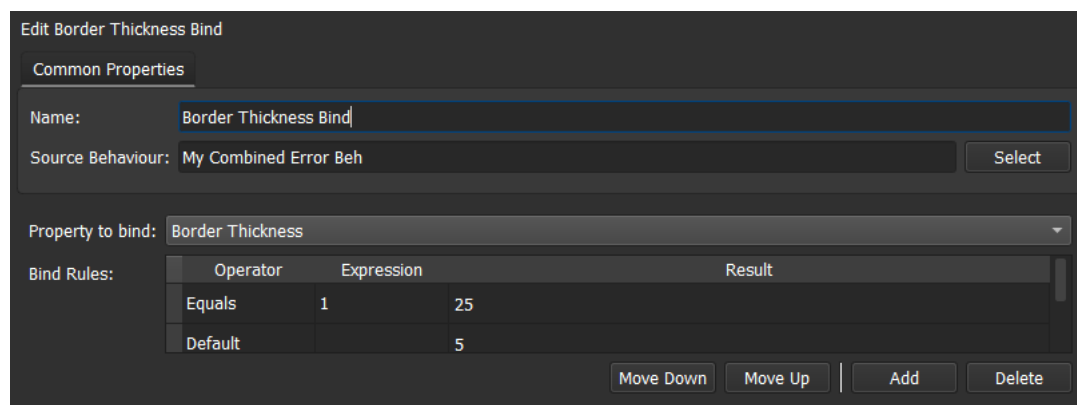 Edit Border Thickness Bind
Common Properties
Name: Border Thickness Bind
Source Behaviour: My Combined Error Beh Select
Property to bind: Border Thickness
Bind Rules: Operator Expression Result
Equals 1 25
Default 5
Move Down Move Up Add Delete